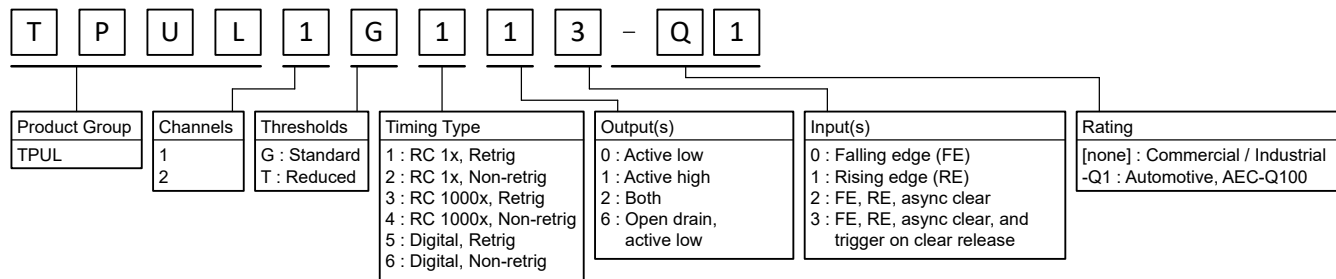 T P U L 1 G 1 1 3 - Q 1
Product Group
TPUL
Channels
1
2
Thresholds
G : Standard
T : Reduced
Timing Type
1 : RC 1x, Retrig
2 : RC 1x, Non-retrig
3 : RC 1000x, Retrig
4 : RC 1000x, Non-retrig
5 : Digital, Retrig
6 : Digital, Non-retrig
Output(s)
0 : Active low
1 : Active high
2 : Both
6 : Open drain,
active low
Input(s)
0 : Falling edge (FE)
1 : Rising edge (RE)
2 : FE, RE, async clear
3 : FE, RE, async clear, and
trigger on clear release
Rating
[none] : Commercial / Industrial
-Q1 : Automotive, AEC-Q100